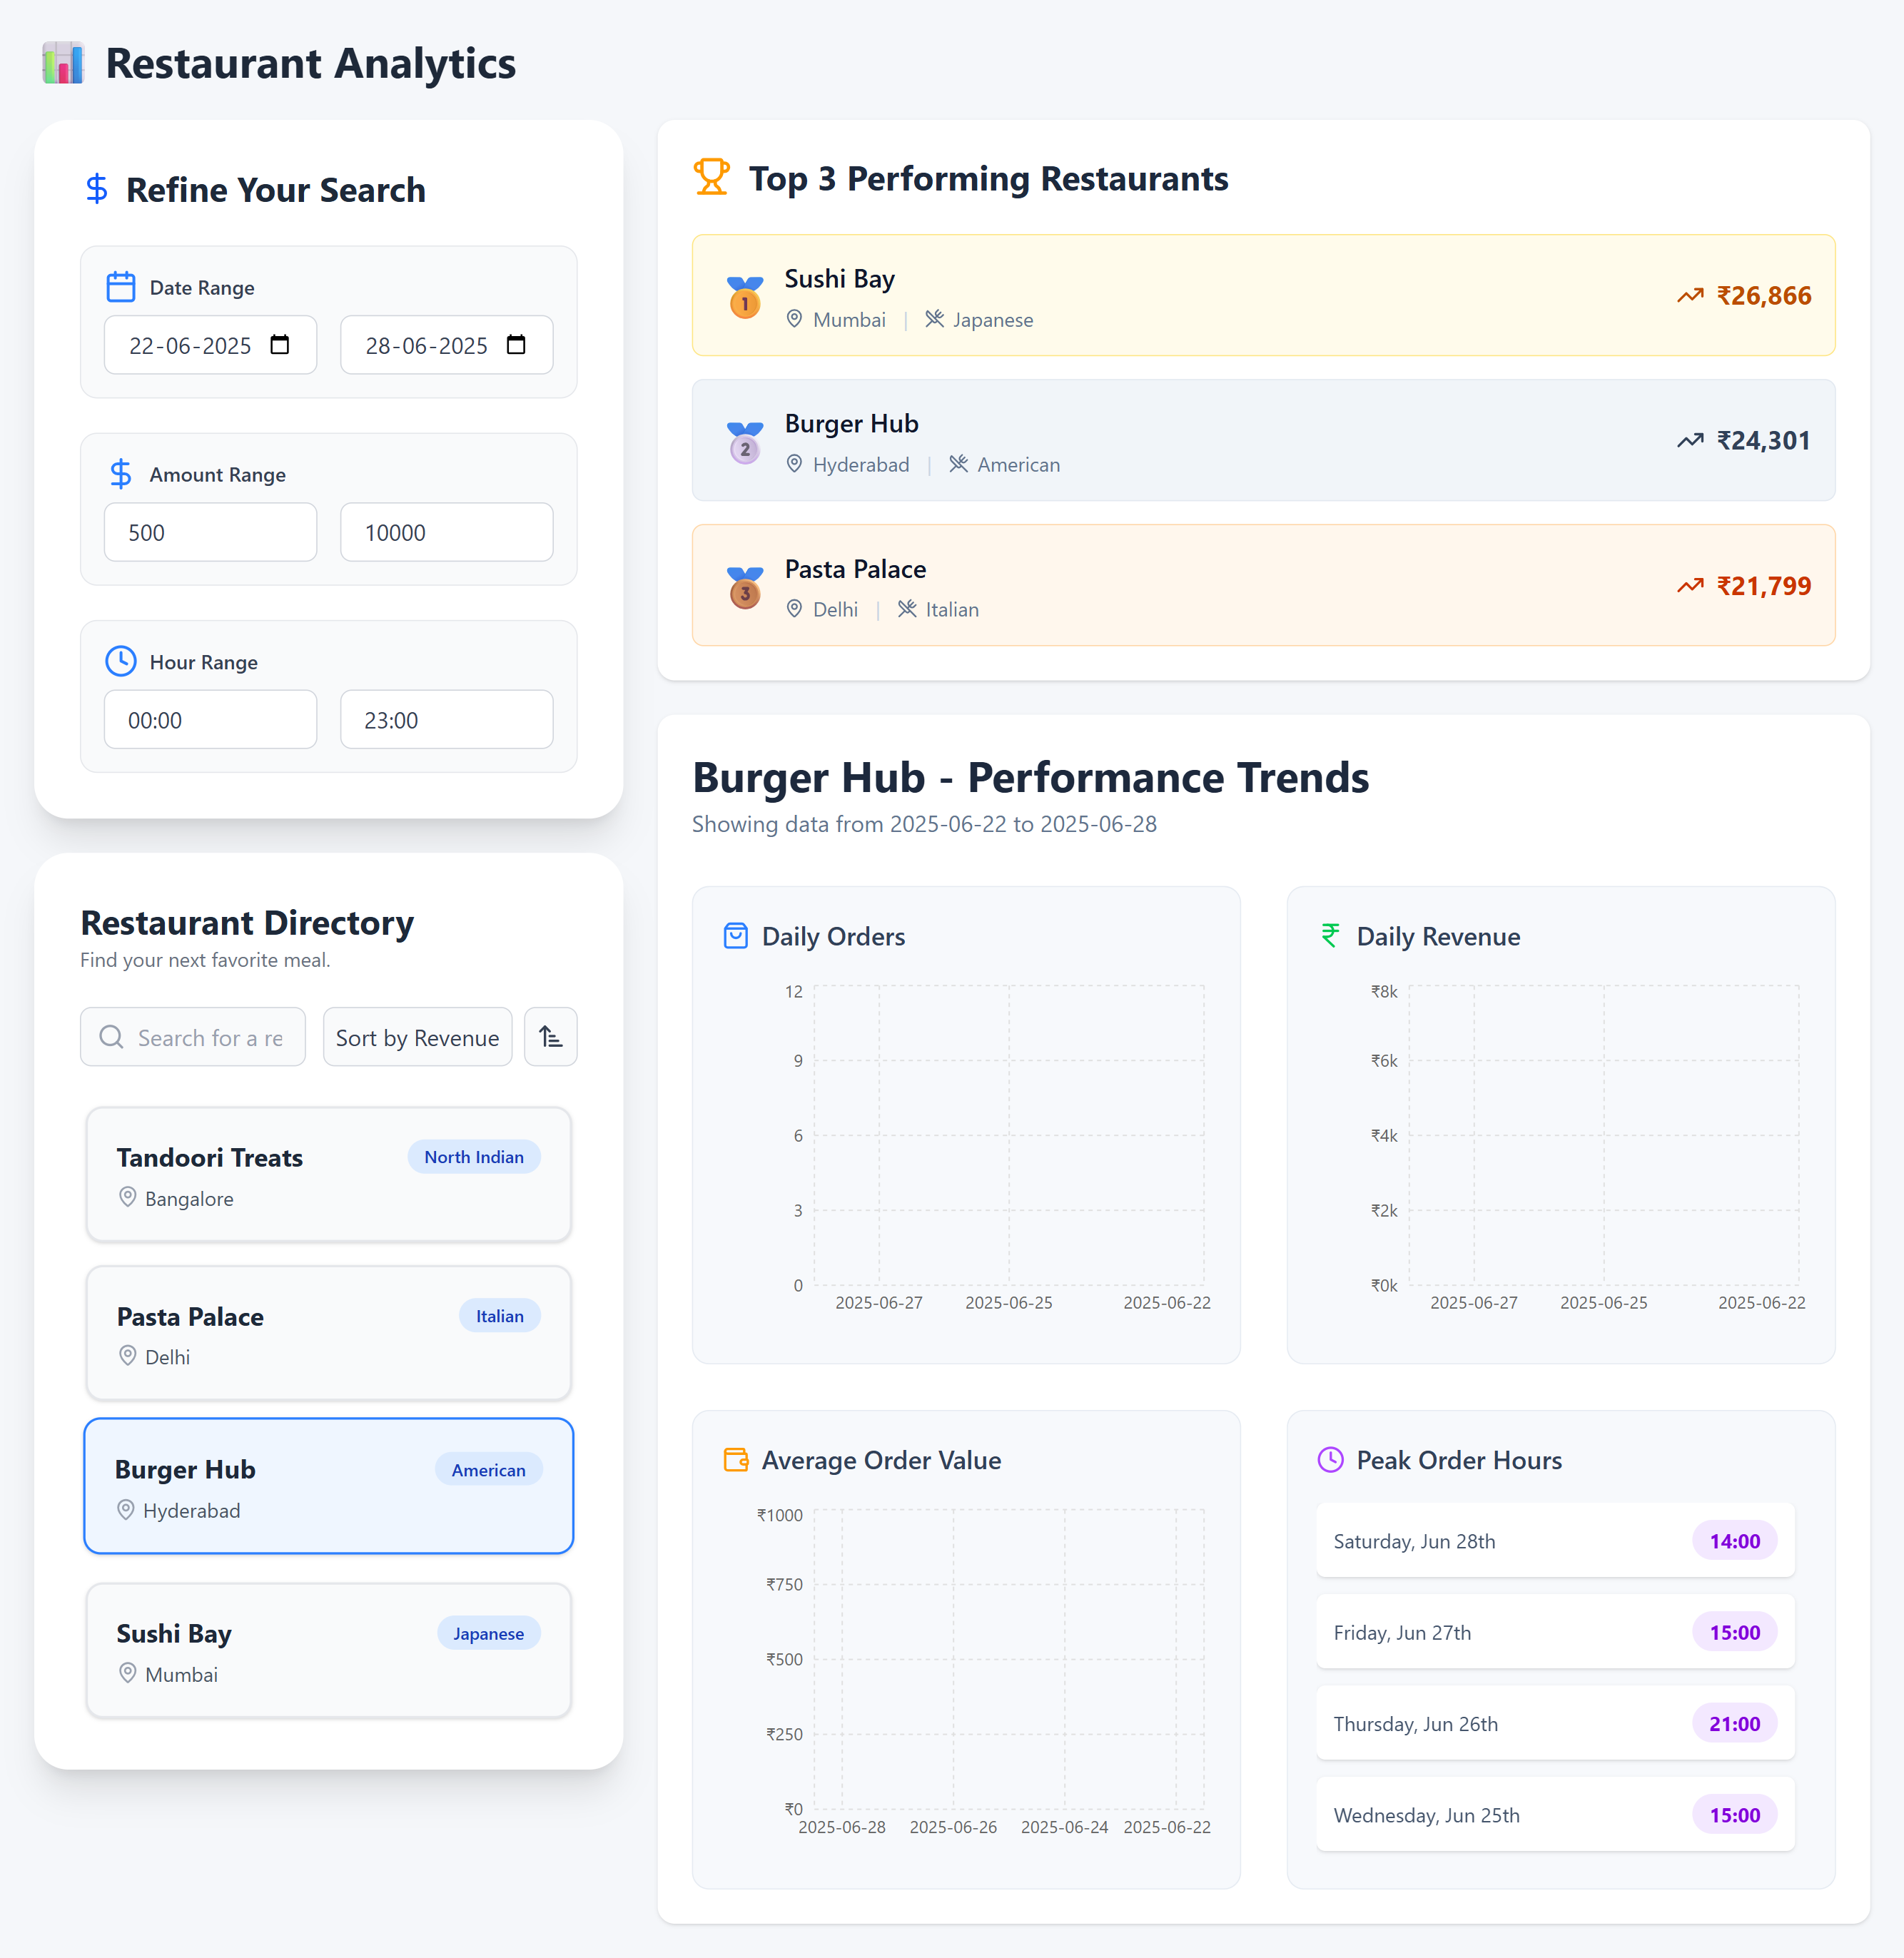 Restaurant Analytics
Refine Your Search
Date Range
22-06-2025 28-06-2025
Amount Range
500 10000
Hour Range
00:00 23:00
Restaurant Directory
Find your next favorite meal.
Search for a re Sort by Revenue
Tandoori Treats North Indian
Bangalore
Pasta Palace Italian
Delhi
Burger Hub American
Hyderabad
Sushi Bay Japanese
Mumbai
Top 3 Performing Restaurants
1 Sushi Bay ₹26,866
Mumbai | Japanese
2 Burger Hub ₹24,301
Hyderabad | American
3 Pasta Palace ₹21,799
Delhi | Italian
Burger Hub - Performance Trends
Showing data from 2025-06-22 to 2025-06-28
Daily Orders
12
9
6
3
0
2025-06-27 2025-06-25 2025-06-22
₹ Daily Revenue
₹8k
₹6k
₹4k
₹2k
₹0k
2025-06-27 2025-06-25 2025-06-22
Average Order Value
₹1000
₹750
₹500
₹250
₹0
2025-06-28 2025-06-26 2025-06-24 2025-06-22
Peak Order Hours
Saturday, Jun 28th 14:00
Friday, Jun 27th 15:00
Thursday, Jun 26th 21:00
Wednesday, Jun 25th 15:00